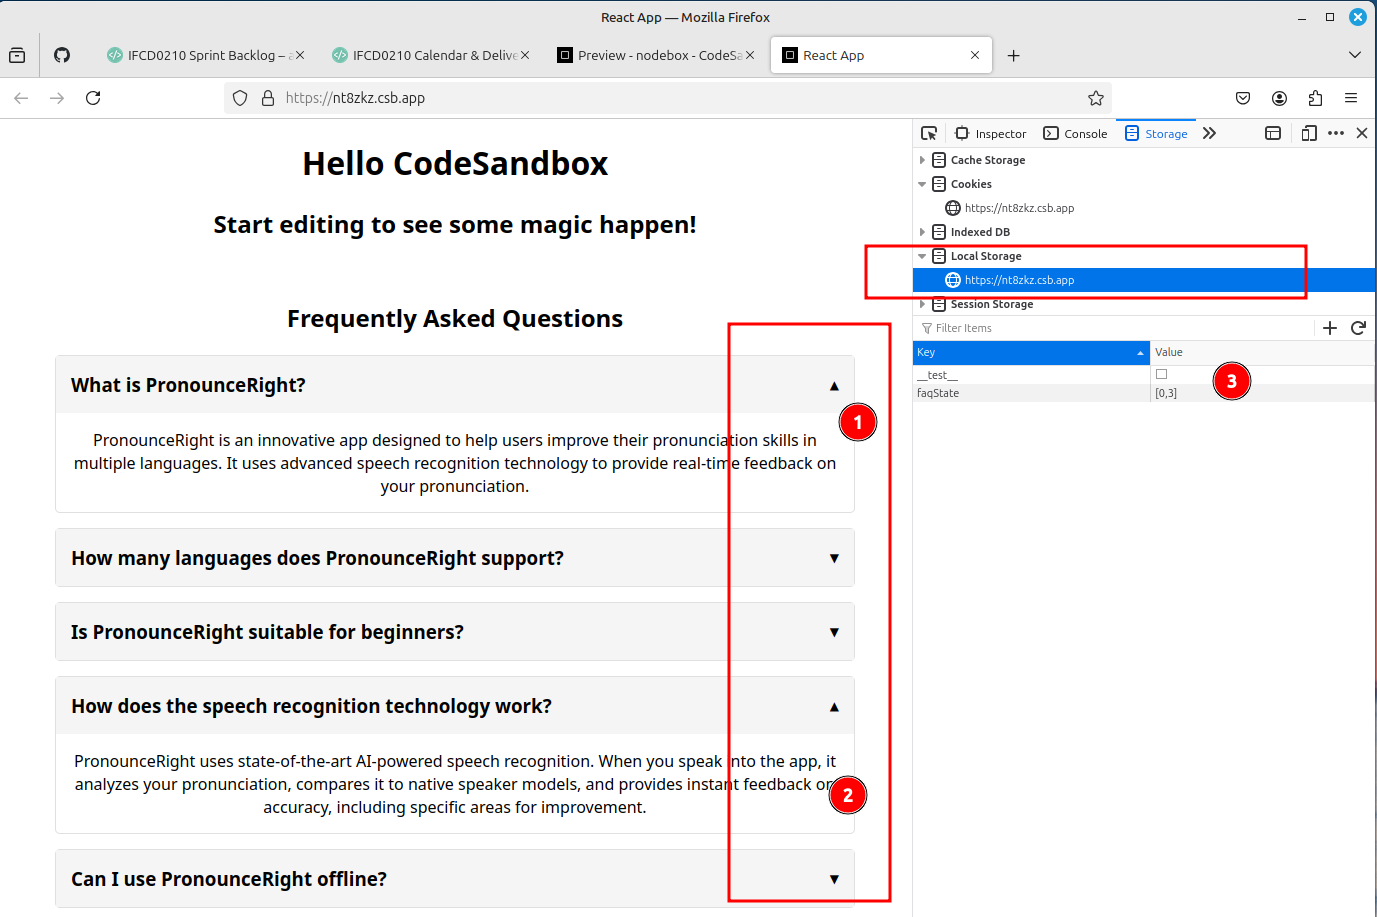 React App — Mozilla Firefox
IFCD0210 Sprint Backlog – a
IFCD0210 Calendar & Delive
Preview - nodebox - CodeSa
React App
https://nt8zkz.csb.app
Inspector
Console
Storage
Cache Storage
Cookies
https://nt8zkz.csb.app
Indexed DB
Local Storage
https://nt8zkz.csb.app
Session Storage
Filter Items
Key Value
__test__
faqState [0,3]
3
Hello CodeSandbox
Start editing to see some magic happen!
Frequently Asked Questions
What is PronounceRight? ▲
1
PronounceRight is an innovative app designed to help users improve their pronunciation skills in
multiple languages. It uses advanced speech recognition technology to provide real-time feedback on
your pronunciation.
How many languages does PronounceRight support? ▼
Is PronounceRight suitable for beginners? ▼
How does the speech recognition technology work? ▲
PronounceRight uses state-of-the-art AI-powered speech recognition. When you speak into the app, it
analyzes your pronunciation, compares it to native speaker models, and provides instant feedback on
accuracy, including specific areas for improvement.
2
Can I use PronounceRight offline? ▼